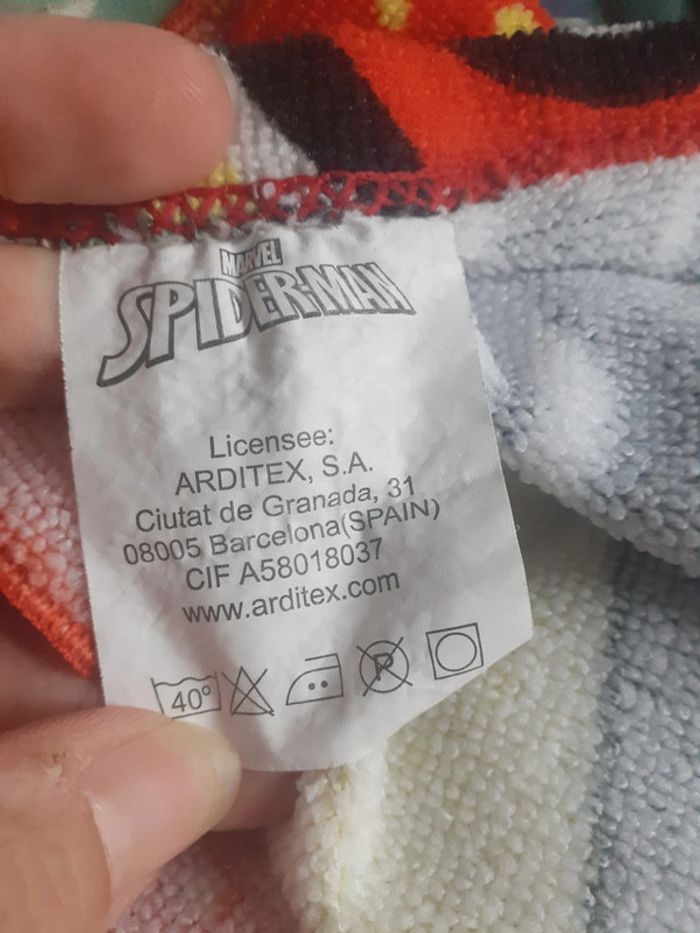 MARVEL
SPIDER-MAN
Licensee:
ARDITEX, S.A.
Ciutat de Granada, 31
08005 Barcelona(SPAIN)
CIF A58018037
www.arditex.com
40° P